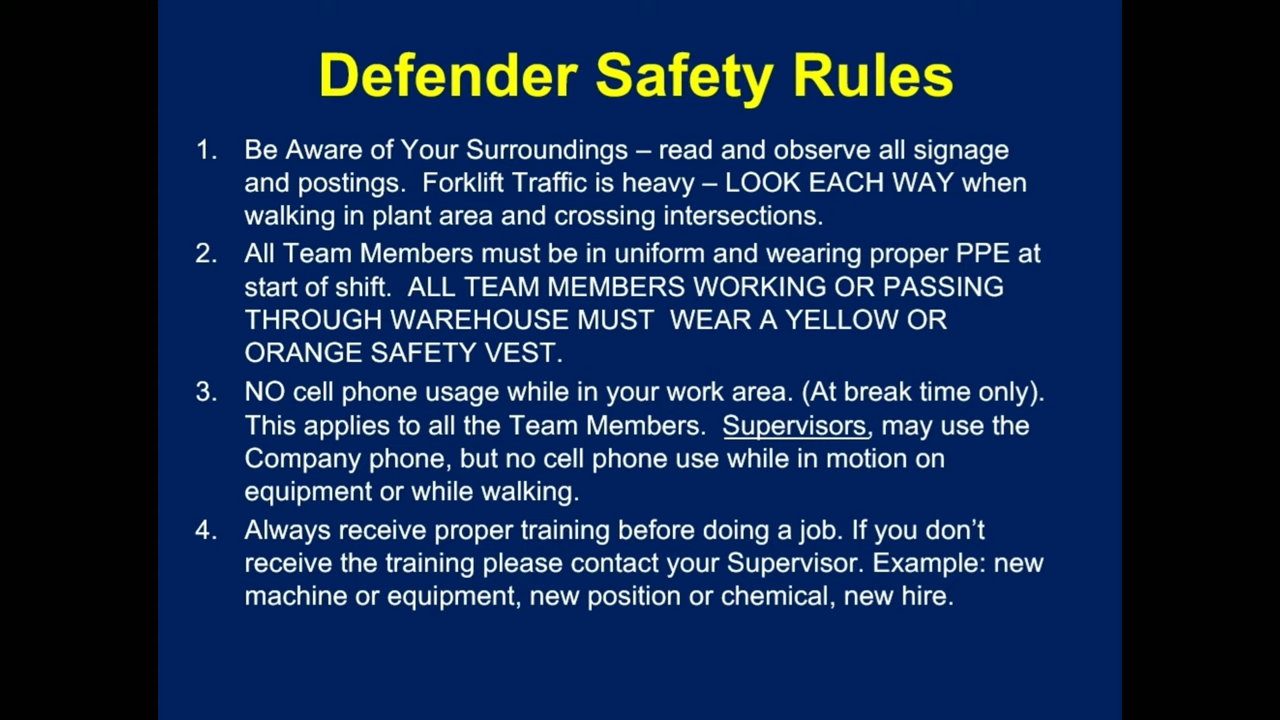 Defender Safety Rules
1. Be Aware of Your Surroundings – read and observe all signage
and postings.  Forklift Traffic is heavy – LOOK EACH WAY when
walking in plant area and crossing intersections.
2. All Team Members must be in uniform and wearing proper PPE at
start of shift.  ALL TEAM MEMBERS WORKING OR PASSING
THROUGH WAREHOUSE MUST  WEAR A YELLOW OR
ORANGE SAFETY VEST.
3. NO cell phone usage while in your work area. (At break time only).
This applies to all the Team Members.  Supervisors, may use the
Company phone, but no cell phone use while in motion on
equipment or while walking.
4. Always receive proper training before doing a job. If you don’t
receive the training please contact your Supervisor. Example: new
machine or equipment, new position or chemical, new hire.